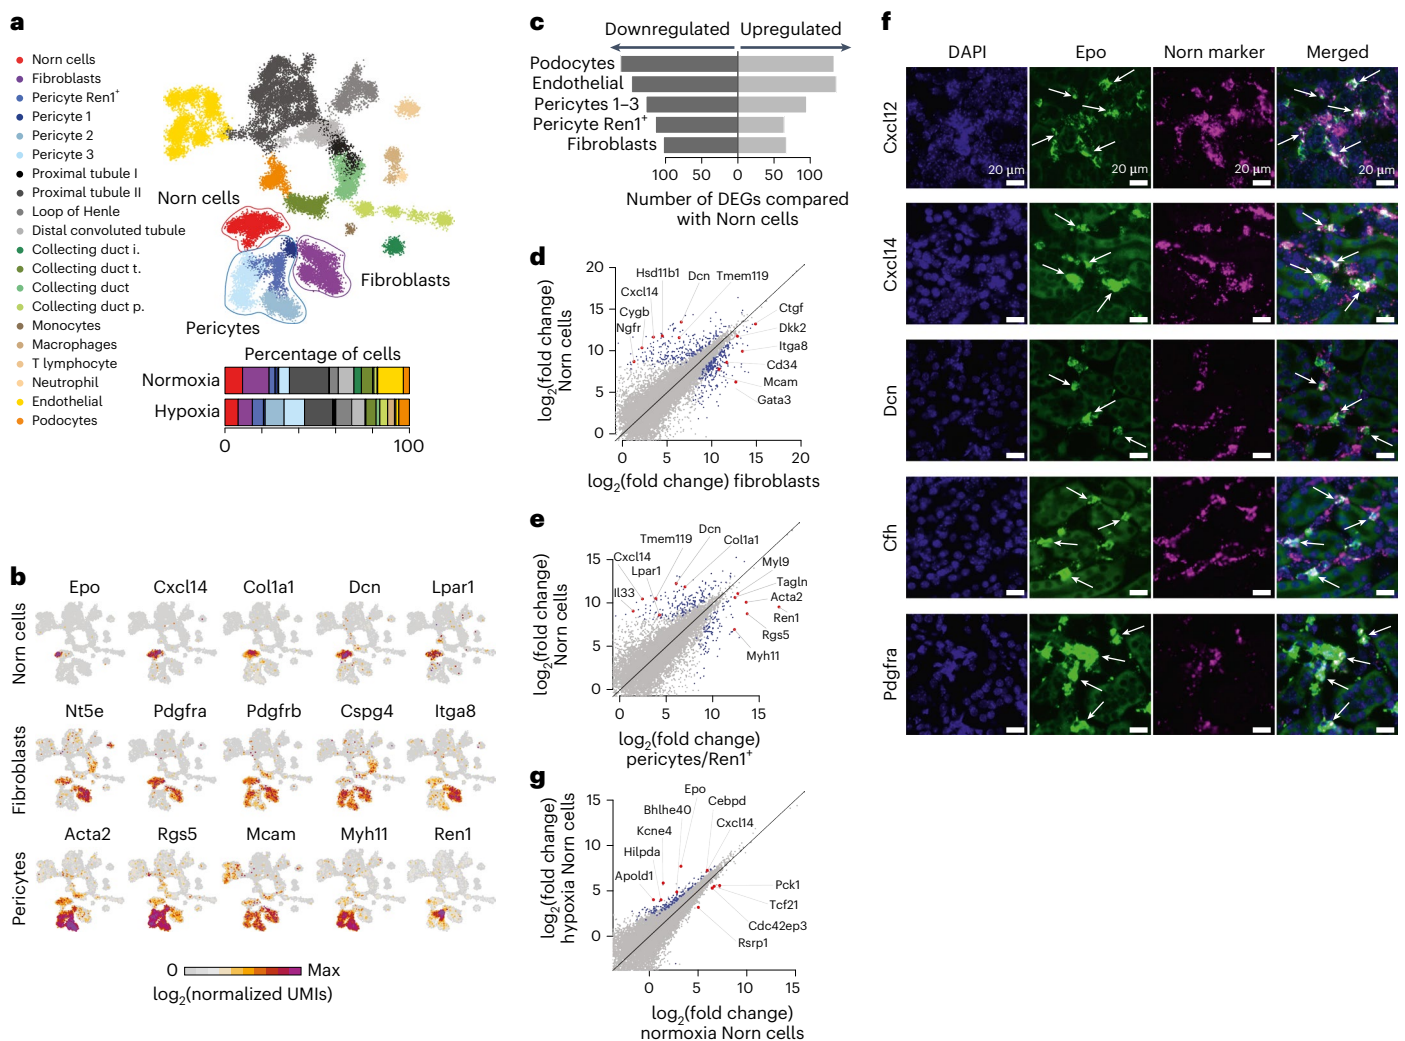 a
Norn cells
Fibroblasts
Pericyte Ren1+
Pericyte 1
Pericyte 2
Pericyte 3
Proximal tubule I
Proximal tubule II
Loop of Henle
Distal convoluted tubule
Collecting duct i.
Collecting duct t.
Collecting duct
Collecting duct p.
Monocytes
Macrophages
T lymphocyte
Neutrophil
Endothelial
Podocytes
Norn cells
Fibroblasts
Pericytes
Percentage of cells
Normoxia
Hypoxia
0 100
b
Norn cells
Epo Cxcl14 Col1a1 Dcn Lpar1
Fibroblasts
Nt5e Pdgfra Pdgfrb Cspg4 Itga8
Pericytes
Acta2 Rgs5 Mcam Myh11 Ren1
0 Max
log2(normalized UMIs)
c
Downregulated Upregulated
Podocytes
Endothelial
Pericytes 1–3
Pericyte Ren1+
Fibroblasts
100 50 0 50 100
Number of DEGs compared
with Norn cells
d
log2(fold change)
Norn cells
20
15
10
5
0
Hsd11b1
Dcn
Tmem119
Cxcl14
Cygb
Ngfr
Ctgf
Dkk2
Itga8
Cd34
Mcam
Gata3
0 5 10 15 20
log2(fold change) fibroblasts
e
log2(fold change)
Norn cells
15
10
5
0
Dcn
Tmem119
Col1a1
Cxcl14
Lpar1
Il33
Myl9
Tagln
Acta2
Ren1
Rgs5
Myh11
0 5 10 15
log2(fold change)
pericytes/Ren1+
g
log2(fold change)
hypoxia Norn cells
15
10
5
0
Epo
Cebpd
Bhlhe40
Cxcl14
Kcne4
Hilpda
Apold1
Pck1
Tcf21
Cdc42ep3
Rsrp1
0 5 10 15
log2(fold change)
normoxia Norn cells
f
DAPI Epo Norn marker Merged
Cxcl12
20 µm 20 µm 20 µm 20 µm
Cxcl14
Dcn
Cfh
Pdgfra